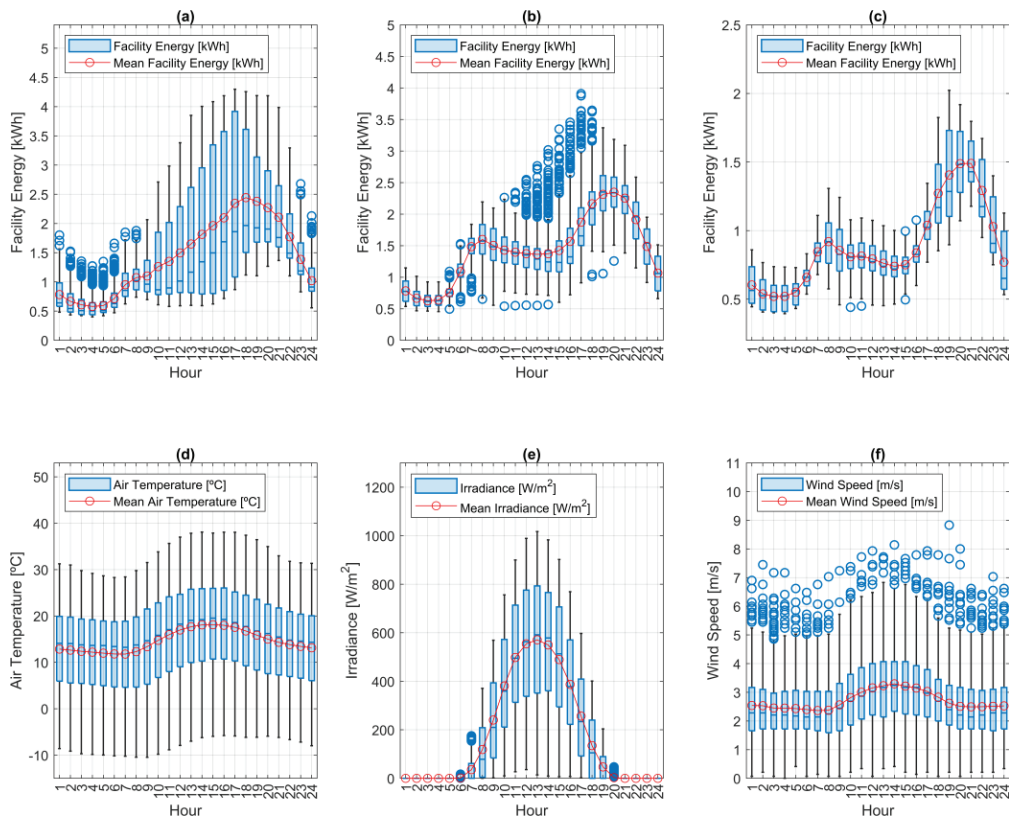 (a)
Facility Energy [kWh]
Mean Facility Energy [kWh]
Facility Energy [kWh]
5
4.5
4
3.5
3
2.5
2
1.5
1
0.5
0
1 2 3 4 5 6 7 8 9 10 11 12 13 14 15 16 17 18 19 20 21 22 23 24
Hour
(b)
Facility Energy [kWh]
Mean Facility Energy [kWh]
Facility Energy [kWh]
5
4.5
4
3.5
3
2.5
2
1.5
1
0.5
0
1 2 3 4 5 6 7 8 9 10 11 12 13 14 15 16 17 18 19 20 21 22 23 24
Hour
(c)
Facility Energy [kWh]
Mean Facility Energy [kWh]
Facility Energy [kWh]
2.5
2
1.5
1
0.5
1 2 3 4 5 6 7 8 9 10 11 12 13 14 15 16 17 18 19 20 21 22 23 24
Hour
(d)
Air Temperature [ºC]
Mean Air Temperature [ºC]
Air Temperature [ºC]
50
40
30
20
10
0
-10
1 2 3 4 5 6 7 8 9 10 11 12 13 14 15 16 17 18 19 20 21 22 23 24
Hour
(e)
Irradiance [W/m²]
Mean Irradiance [W/m²]
Irradiance [W/m²]
1200
1000
800
600
400
200
0
1 2 3 4 5 6 7 8 9 10 11 12 13 14 15 16 17 18 19 20 21 22 23 24
Hour
(f)
Wind Speed [m/s]
Mean Wind Speed [m/s]
Wind Speed [m/s]
11
10
9
8
7
6
5
4
3
2
1
0
1 2 3 4 5 6 7 8 9 10 11 12 13 14 15 16 17 18 19 20 21 22 23 24
Hour